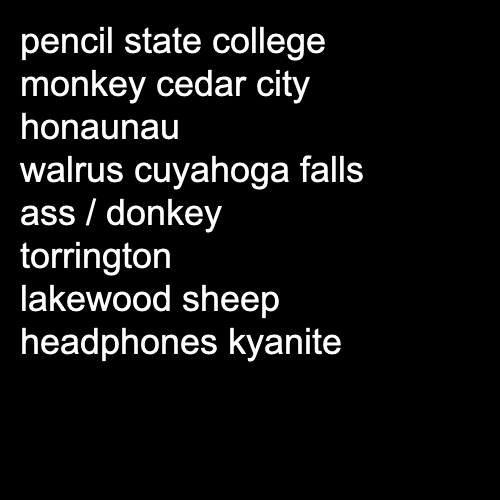 pencil state college
monkey cedar city
honaunau
walrus cuyahoga falls
ass / donkey
torrington
lakewood sheep
headphones kyanite